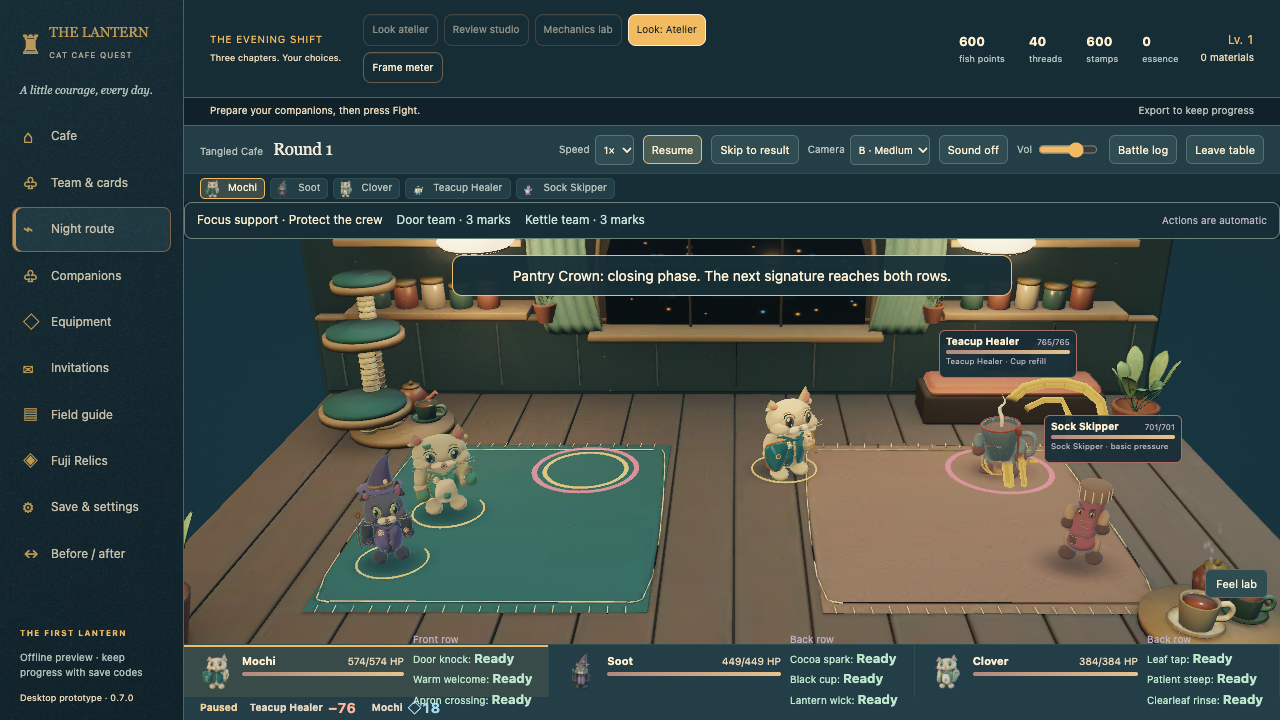 THE LANTERN
CAT CAFE QUEST
A little courage, every day.
Cafe
Team & cards
Night route
Companions
Equipment
Invitations
Field guide
Fuji Relics
Save & settings
Before / after
THE FIRST LANTERN
Offline preview · keep
progress with save codes
Desktop prototype · 0.7.0
THE EVENING SHIFT
Three chapters. Your choices.
Look atelier
Review studio
Mechanics lab
Look: Atelier
Frame meter
600 fish points
40 threads
600 stamps
0 essence
Lv. 1
0 materials
Prepare your companions, then press Fight.
Export to keep progress
Tangled Cafe Round 1
Speed 1×
Resume
Skip to result
Camera B · Medium
Sound off
Vol
Battle log
Leave table
Mochi
Soot
Clover
Teacup Healer
Sock Skipper
Focus support · Protect the crew Door team · 3 marks Kettle team · 3 marks
Actions are automatic
Pantry Crown: closing phase. The next signature reaches both rows.
Teacup Healer 765/765
Teacup Healer · Cup refill
Sock Skipper 701/701
Sock Skipper · basic pressure
Feel lab
Mochi 574/574 HP
Front row
Door knock: Ready
Warm welcome: Ready
Apron crossing: Ready
Soot 449/449 HP
Back row
Cocoa spark: Ready
Black cup: Ready
Lantern wick: Ready
Clover 384/384 HP
Back row
Leaf tap: Ready
Patient steep: Ready
Clearleaf rinse: Ready
Paused Teacup Healer −76 Mochi ◇18